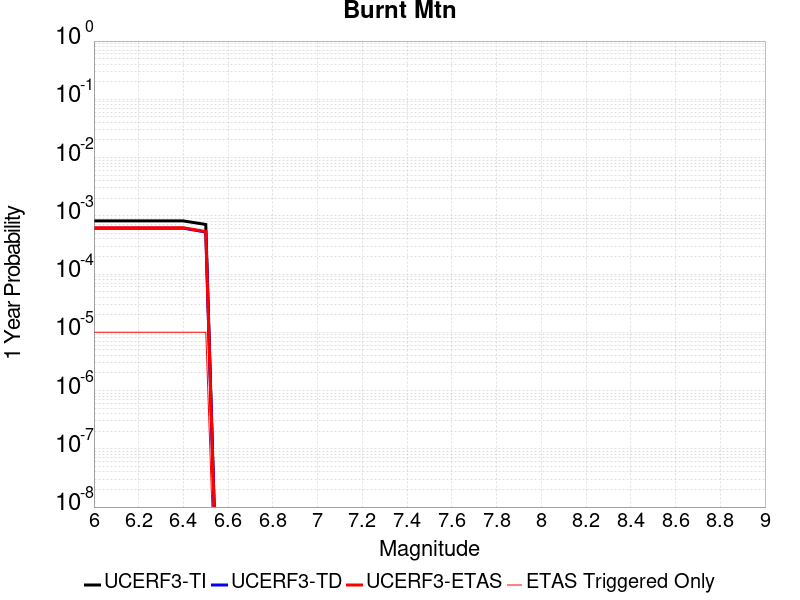 Burnt Mtn
10^0
10^-1
10^-2
10^-3
10^-4
10^-5
10^-6
10^-7
10^-8
1 Year Probability
6 6.2 6.4 6.6 6.8 7 7.2 7.4 7.6 7.8 8 8.2 8.4 8.6 8.8 9
Magnitude
UCERF3-TI UCERF3-TD UCERF3-ETAS ETAS Triggered Only